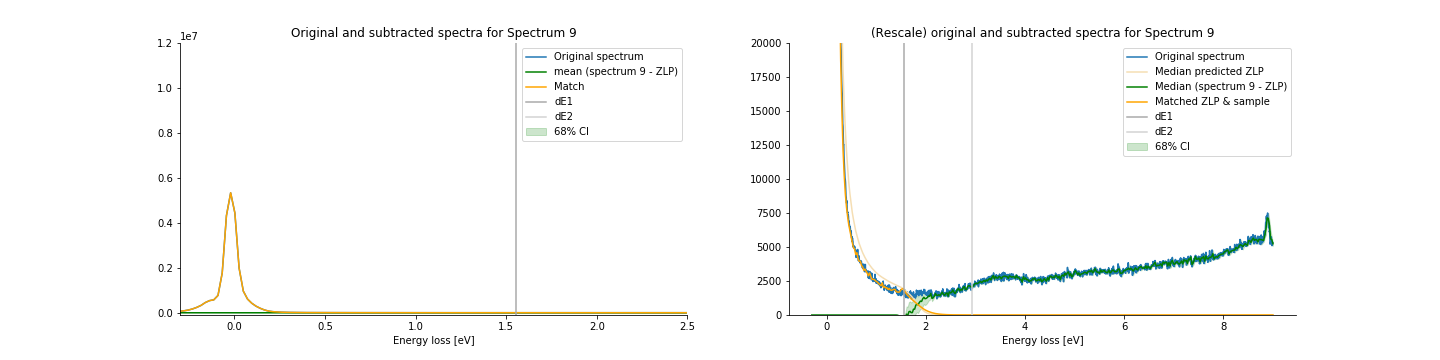 Original and subtracted spectra for Spectrum 9
1e7
1.2
1.0
0.8
0.6
0.4
0.2
0.0
0.0
0.5
1.0
1.5
2.0
2.5
Energy loss [eV]
Original spectrum
mean (spectrum 9 - ZLP)
Match
dE1
dE2
68% CI
(Rescale) original and subtracted spectra for Spectrum 9
20000
17500
15000
12500
10000
7500
5000
2500
0
0
2
4
6
8
Energy loss [eV]
Original spectrum
Median predicted ZLP
Median (spectrum 9 - ZLP)
Matched ZLP & sample
dE1
dE2
68% CI